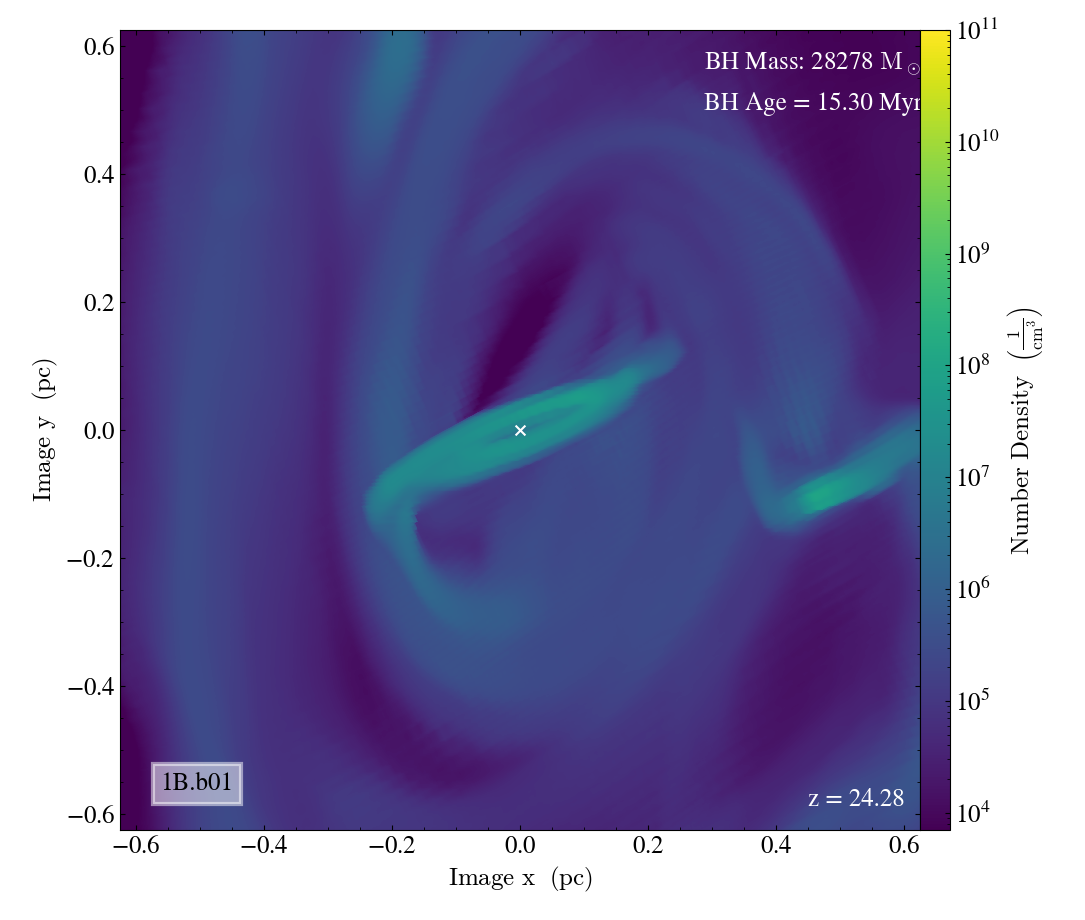 BH Mass: 28278 M☉
BH Age = 15.30 Myr
1B.b01
z = 24.28
0.6
0.4
0.2
0.0
−0.2
−0.4
−0.6
Image y (pc)
−0.6 −0.4 −0.2 0.0 0.2 0.4 0.6
Image x (pc)
10¹¹
10¹⁰
10⁹
10⁸
10⁷
10⁶
10⁵
10⁴
Number Density (1/cm³)